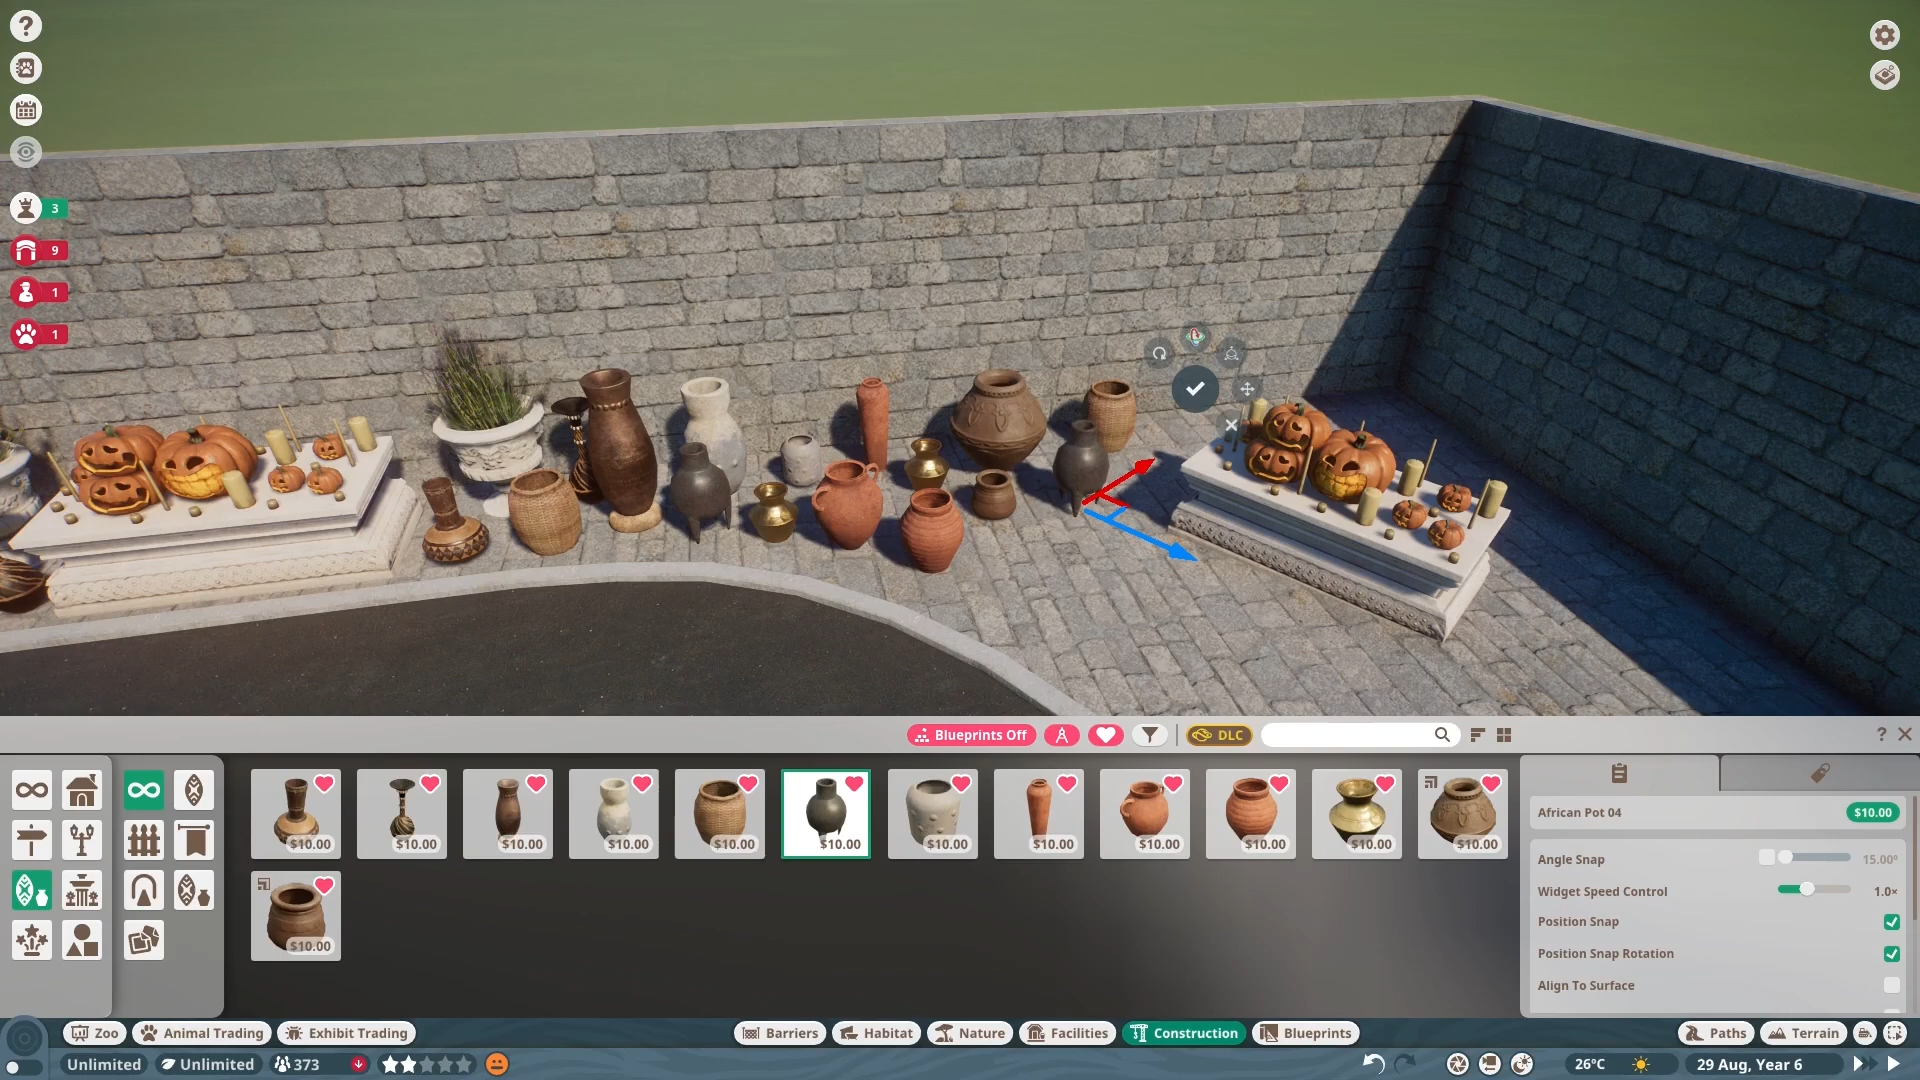 3
9
1
1
Blueprints Off
DLC
?
$10.00
$10.00
$10.00
$10.00
$10.00
$10.00
$10.00
$10.00
$10.00
$10.00
$10.00
$10.00
$10.00
African Pot 04
$10.00
Angle Snap
15.00°
Widget Speed Control
1.0×
Position Snap
Position Snap Rotation
Align To Surface
Zoo
Animal Trading
Exhibit Trading
Barriers
Habitat
Nature
Facilities
Construction
Blueprints
Paths
Terrain
Unlimited
Unlimited
373
26°C
29 Aug, Year 6